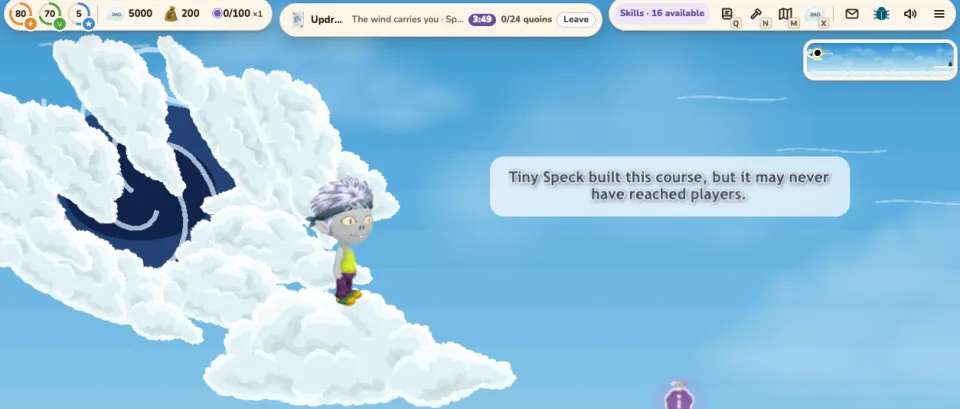 80
70
5
5000
200
0/100 ×1
Updr...
The wind carries you · Sp...
3:49
0/24 quoins
Leave
Skills · 16 available
Q
N
M
X
Tiny Speck built this course, but it may never
have reached players.
i